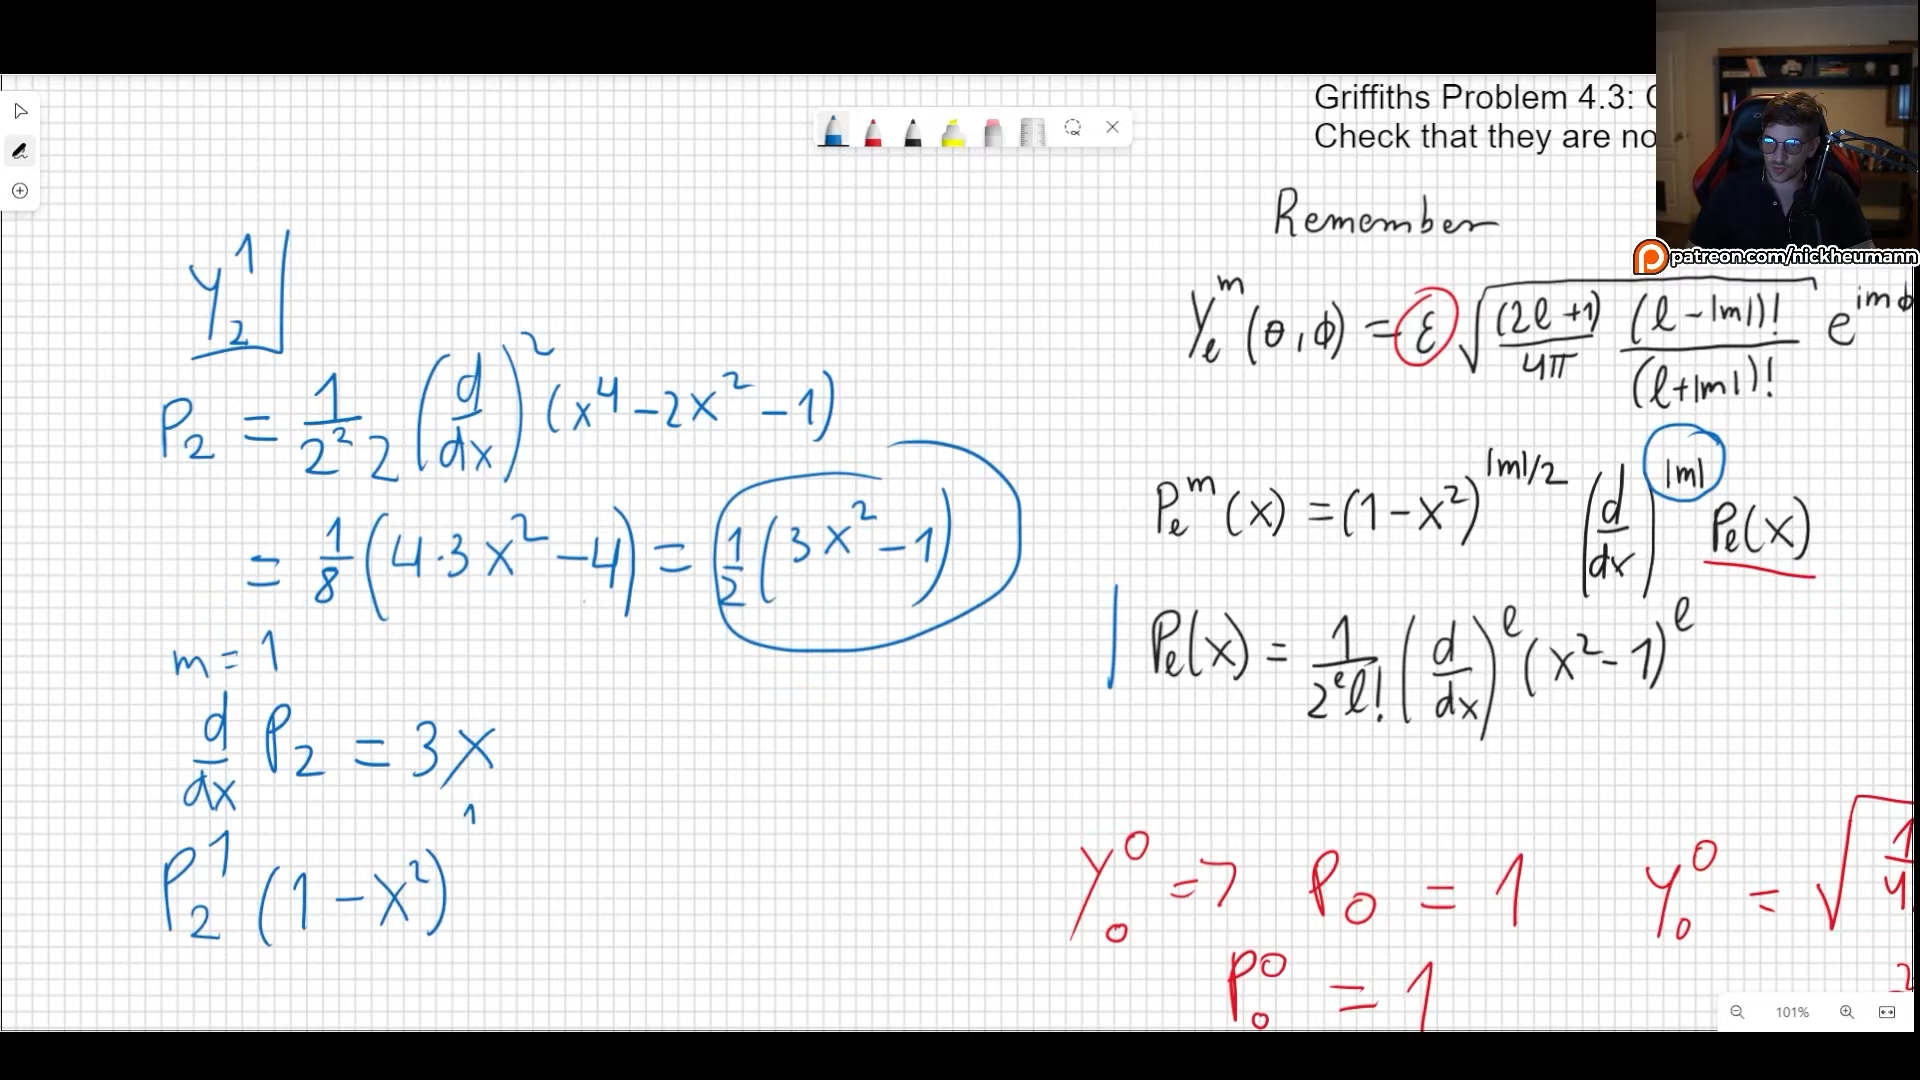 Griffiths Problem 4.3:
Check that they are no
Remember
Y_l^m (θ, φ) = ε √((2l+1)/4π (l-|m|)!/(l+|m|)!) e^{imφ}
P_l^m (x) = (1-x²)^{|m|/2} (d/dx)^{|m|} P_l(x)
P_l(x) = 1/(2^l l!) (d/dx)^l (x²-1)^l
Y_0^0 => P_0 = 1
P_0^0 = 1
Y_0^0 = √(1/4
Y_2^1
P_2 = 1/(2² 2) (d/dx)² (x⁴ - 2x² - 1)
= 1/8 (4·3x² - 4) = 1/2 (3x² - 1)
m = 1
d/dx P_2 = 3x
P_2^1 (1 - x²)^1
patreon.com/nickheumann
101%